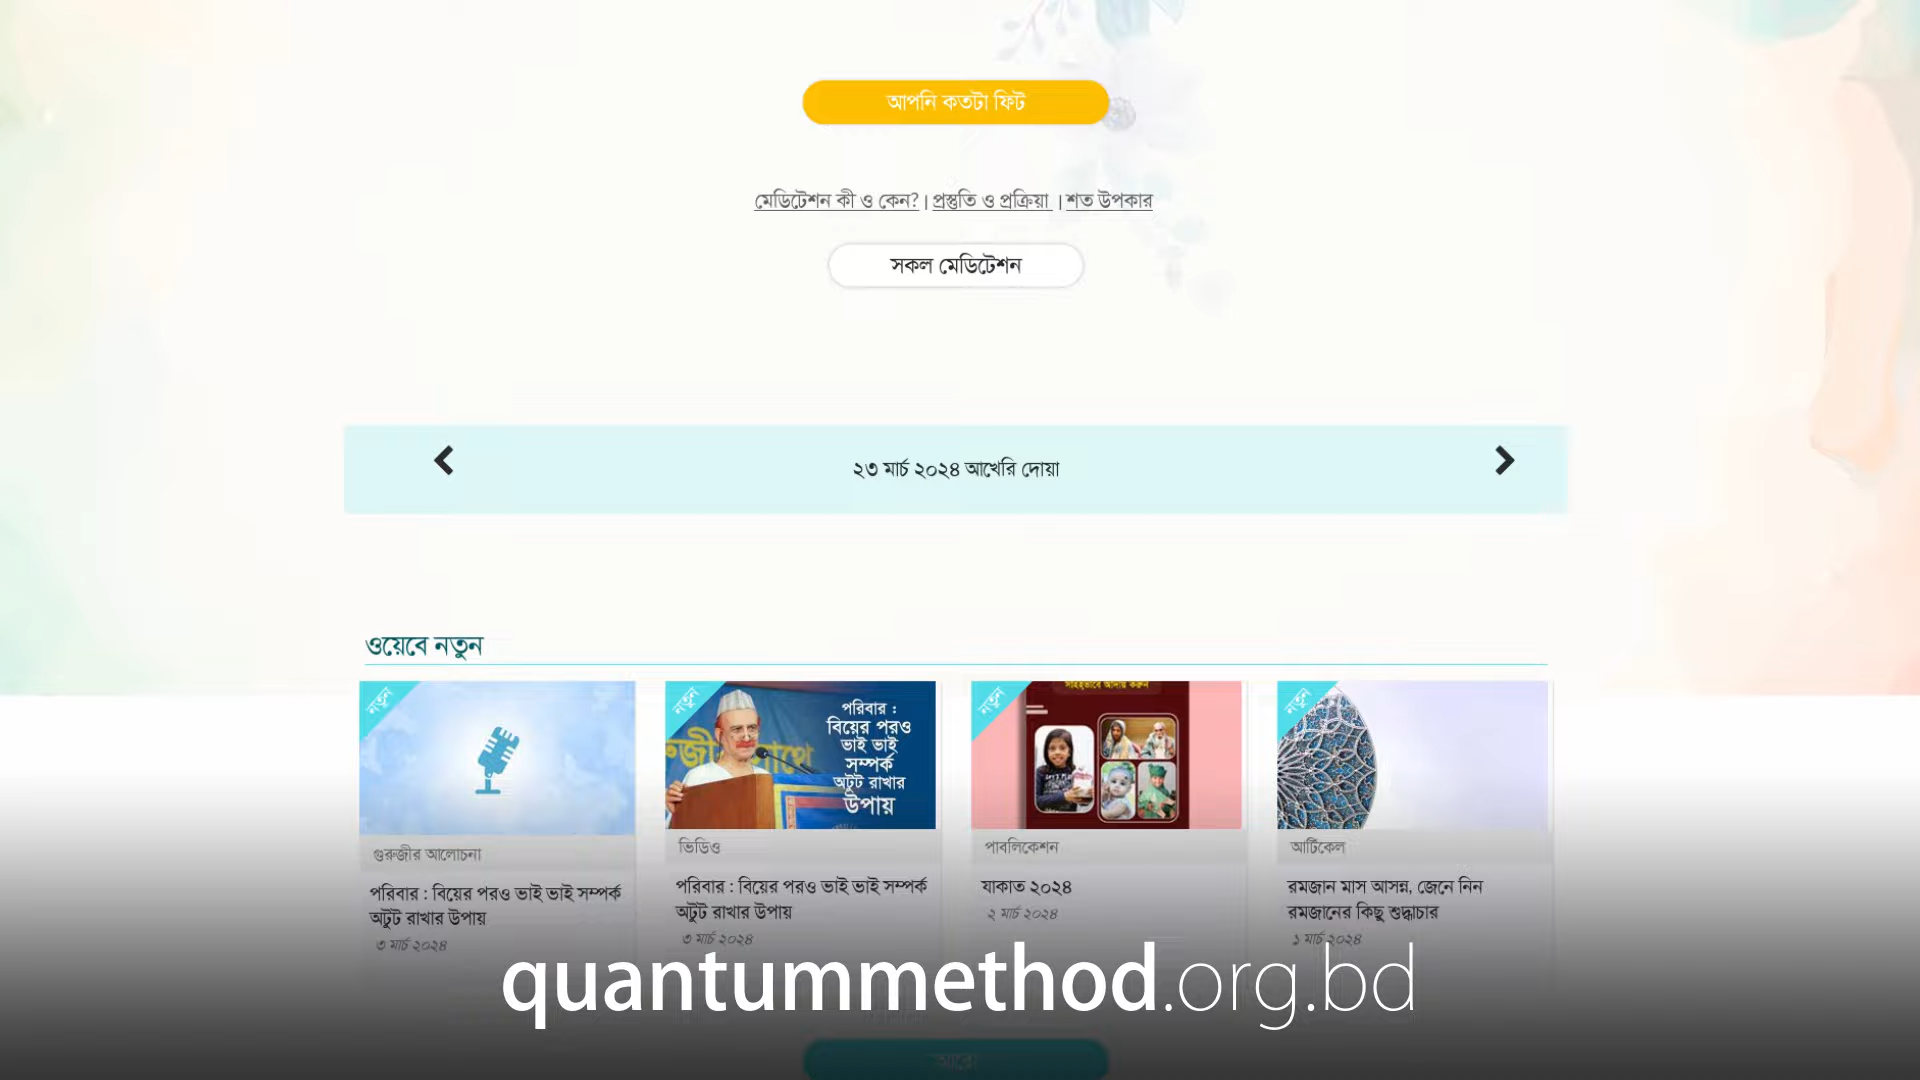 আপনি কতটা ফিট
মেডিটেশন কী ও কেন? | প্রস্তুতি ও প্রক্রিয়া | শত উপকার
সকল মেডিটেশন
২৩ মার্চ ২০২৪ আখেরি দোয়া
ওয়েবে নতুন
নতুন
নতুন
নতুন
নতুন
পরিবার :
বিয়ের পরও
ভাই ভাই
সম্পর্ক
অটুট রাখার
উপায়
গুরুজীর আলোচনা
পরিবার : বিয়ের পরও ভাই ভাই সম্পর্ক
অটুট রাখার উপায়
৩ মার্চ ২০২৪
ভিডিও
পরিবার : বিয়ের পরও ভাই ভাই সম্পর্ক
অটুট রাখার উপায়
৩ মার্চ ২০২৪
পাবলিকেশন
যাকাত ২০২৪
২ মার্চ ২০২৪
আর্টিকেল
রমজান মাস আসন্ন, জেনে নিন
রমজানের কিছু শুদ্ধাচার
১ মার্চ ২০২৪
quantummethod.org.bd
আরো